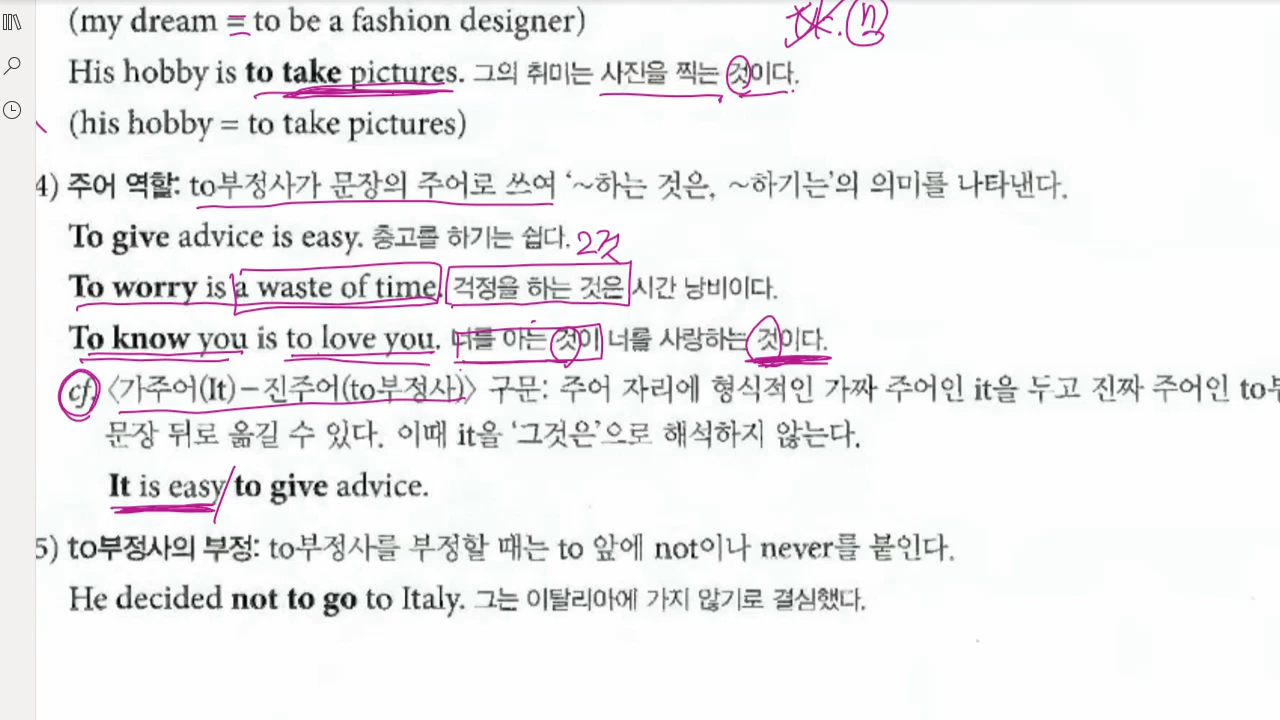 (my dream = to be a fashion designer)
His hobby is to take pictures. 그의 취미는 사진을 찍는 것이다.
(his hobby = to take pictures)
4) 주어 역할: to부정사가 문장의 주어로 쓰여 ‘~하는 것은, ~하기는’의 의미를 나타낸다.
To give advice is easy. 충고를 하기는 쉽다.
To worry is a waste of time. 걱정을 하는 것은 시간 낭비이다.
To know you is to love you. 너를 아는 것이 너를 사랑하는 것이다.
cf. 〈가주어(It)–진주어(to부정사)〉 구문: 주어 자리에 형식적인 가짜 주어인 it을 두고 진짜 주어인 to부
문장 뒤로 옮길 수 있다. 이때 it을 ‘그것은’으로 해석하지 않는다.
It is easy to give advice.
5) to부정사의 부정: to부정사를 부정할 때는 to 앞에 not이나 never를 붙인다.
He decided not to go to Italy. 그는 이탈리아에 가지 않기로 결심했다.